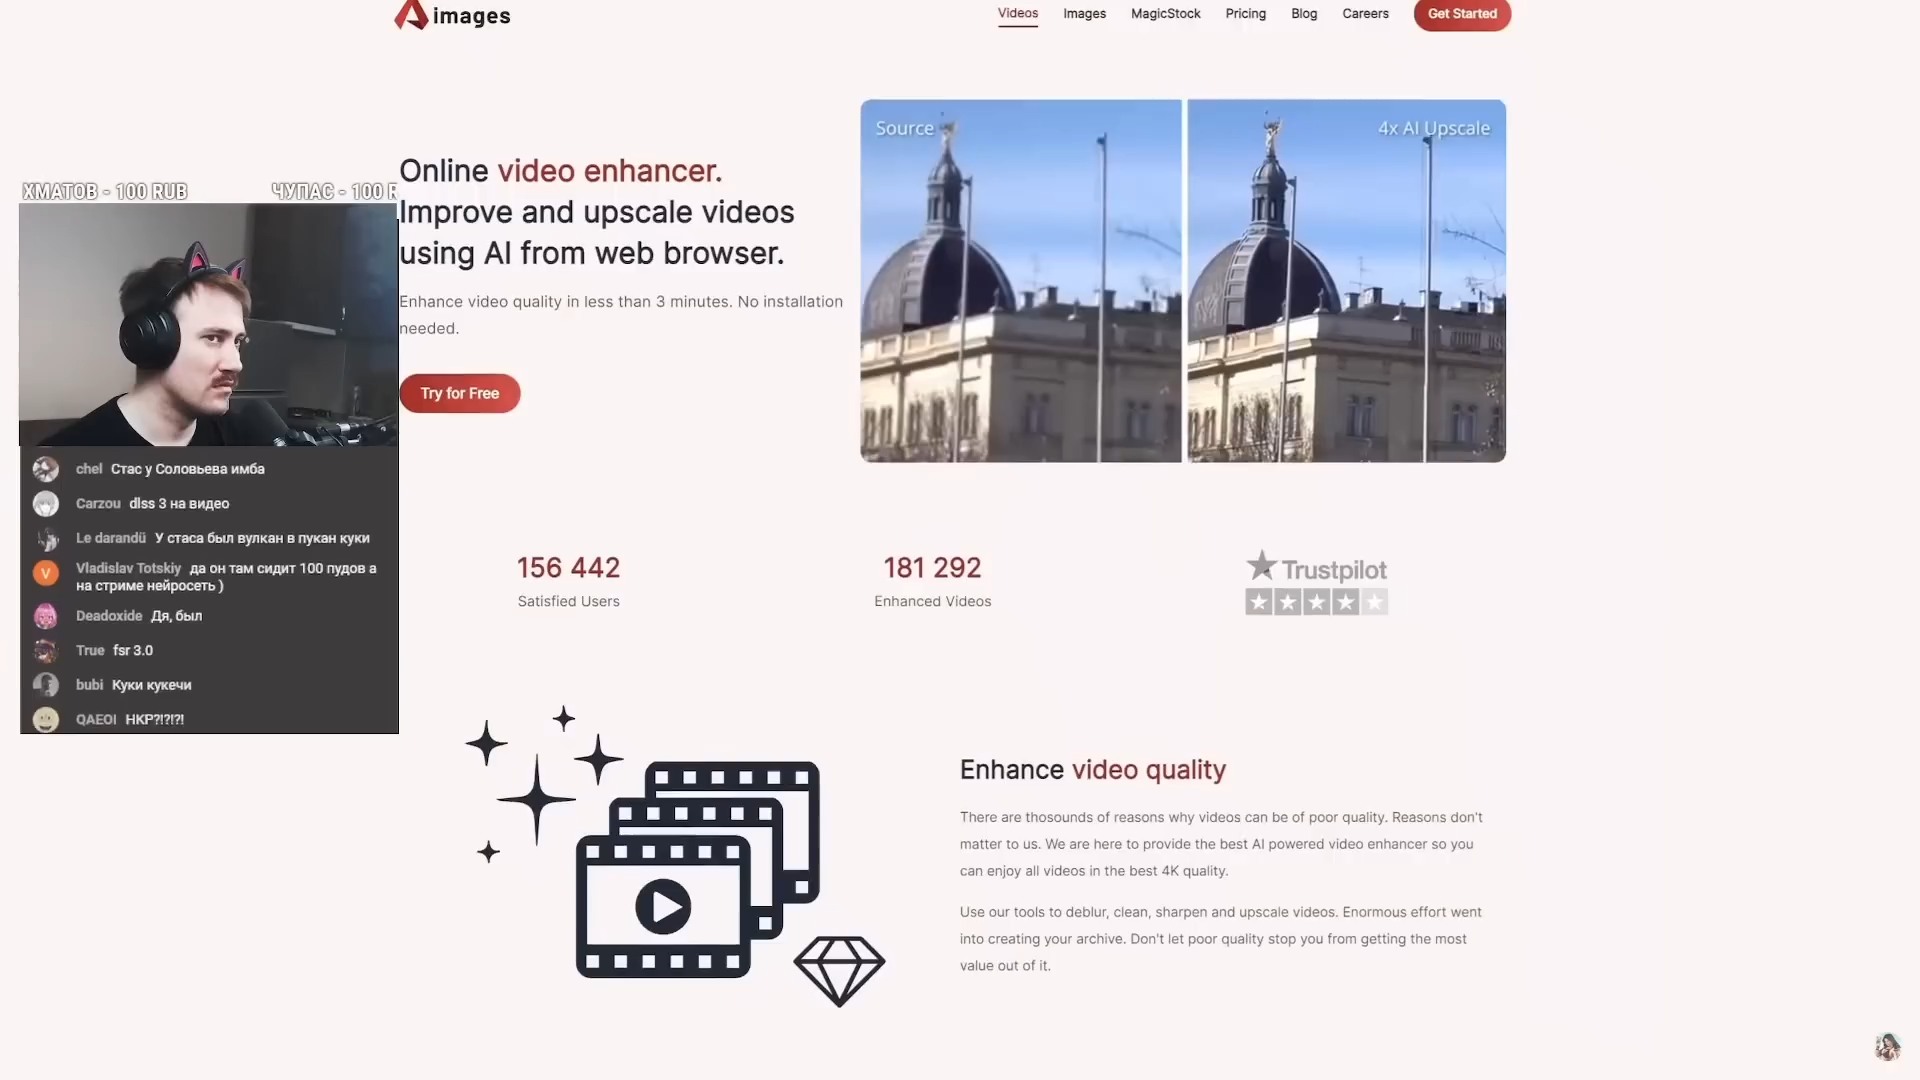 images
Videos
Images
MagicStock
Pricing
Blog
Careers
Get Started
Source
4x AI Upscale
Online video enhancer.
Improve and upscale videos
using AI from web browser.
Enhance video quality in less than 3 minutes. No installation
needed.
Try for Free
ХМАТОВ - 100 RUB
ЧУПАС - 100 R
chel Стас у Соловьева имба
Carzou dlss 3 на видео
Le darandü У стаса был вулкан в пукан куки
V
Vladislav Totskiy да он там сидит 100 пудов а
на стриме нейросеть )
Deadoxide Дя, был
True fsr 3.0
bubi Куки кукечи
QAEOI НКР?!?!?!
156 442
Satisfied Users
181 292
Enhanced Videos
Trustpilot
Enhance video quality
There are thosounds of reasons why videos can be of poor quality. Reasons don't
matter to us. We are here to provide the best AI powered video enhancer so you
can enjoy all videos in the best 4K quality.
Use our tools to deblur, clean, sharpen and upscale videos. Enormous effort went
into creating your archive. Don't let poor quality stop you from getting the most
value out of it.